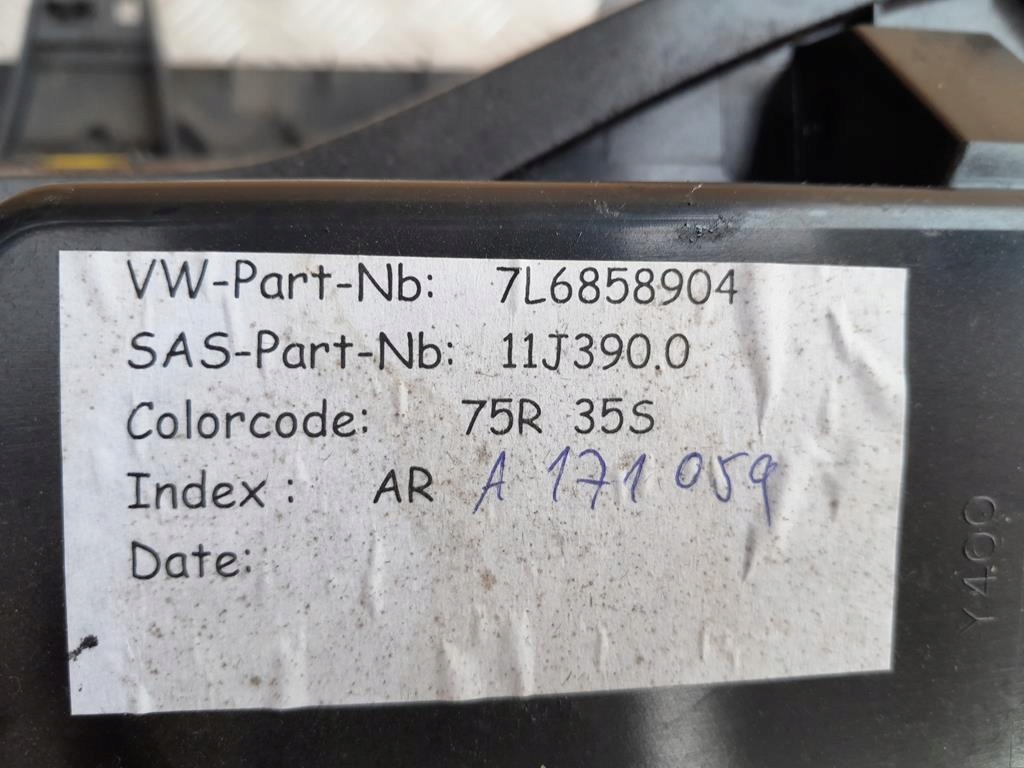 VW-Part-Nb: 7L6858904
SAS-Part-Nb: 11J390.0
Colorcode: 75R 35S
Index : AR A 171 059
Date:
Y400